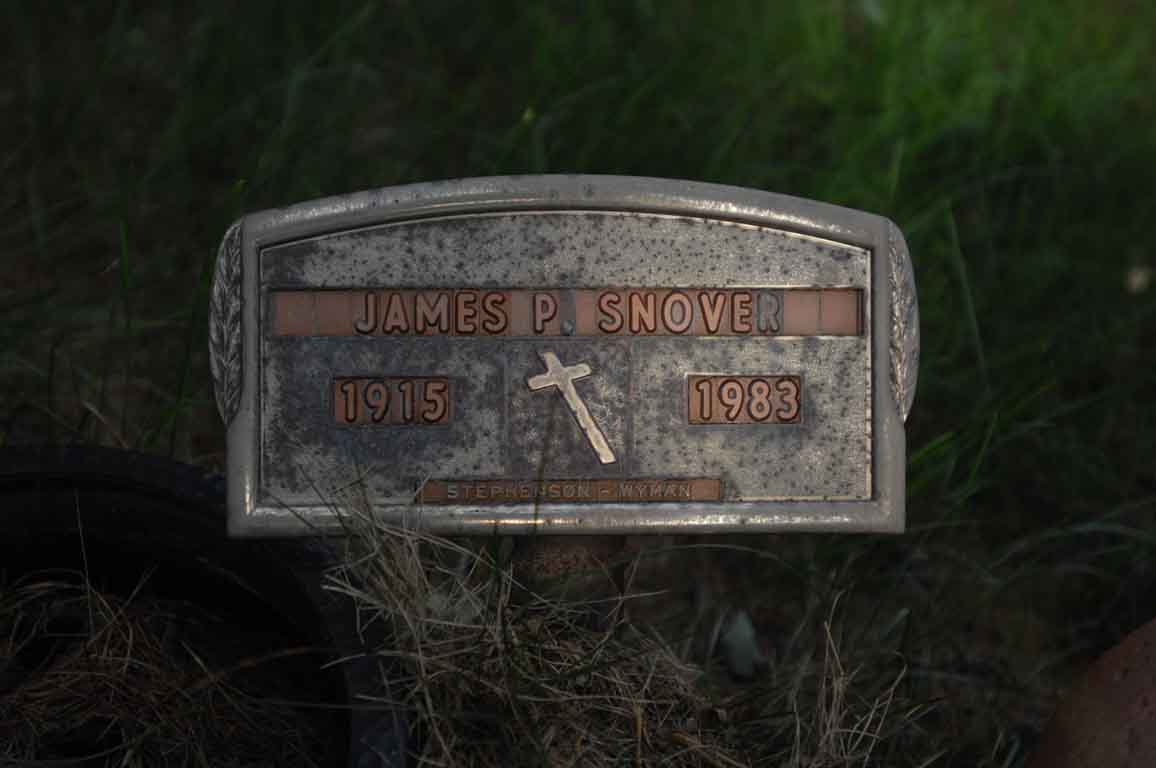 JAMES P. SNOVER
1915 1983
STEPHENSON - WYMAN